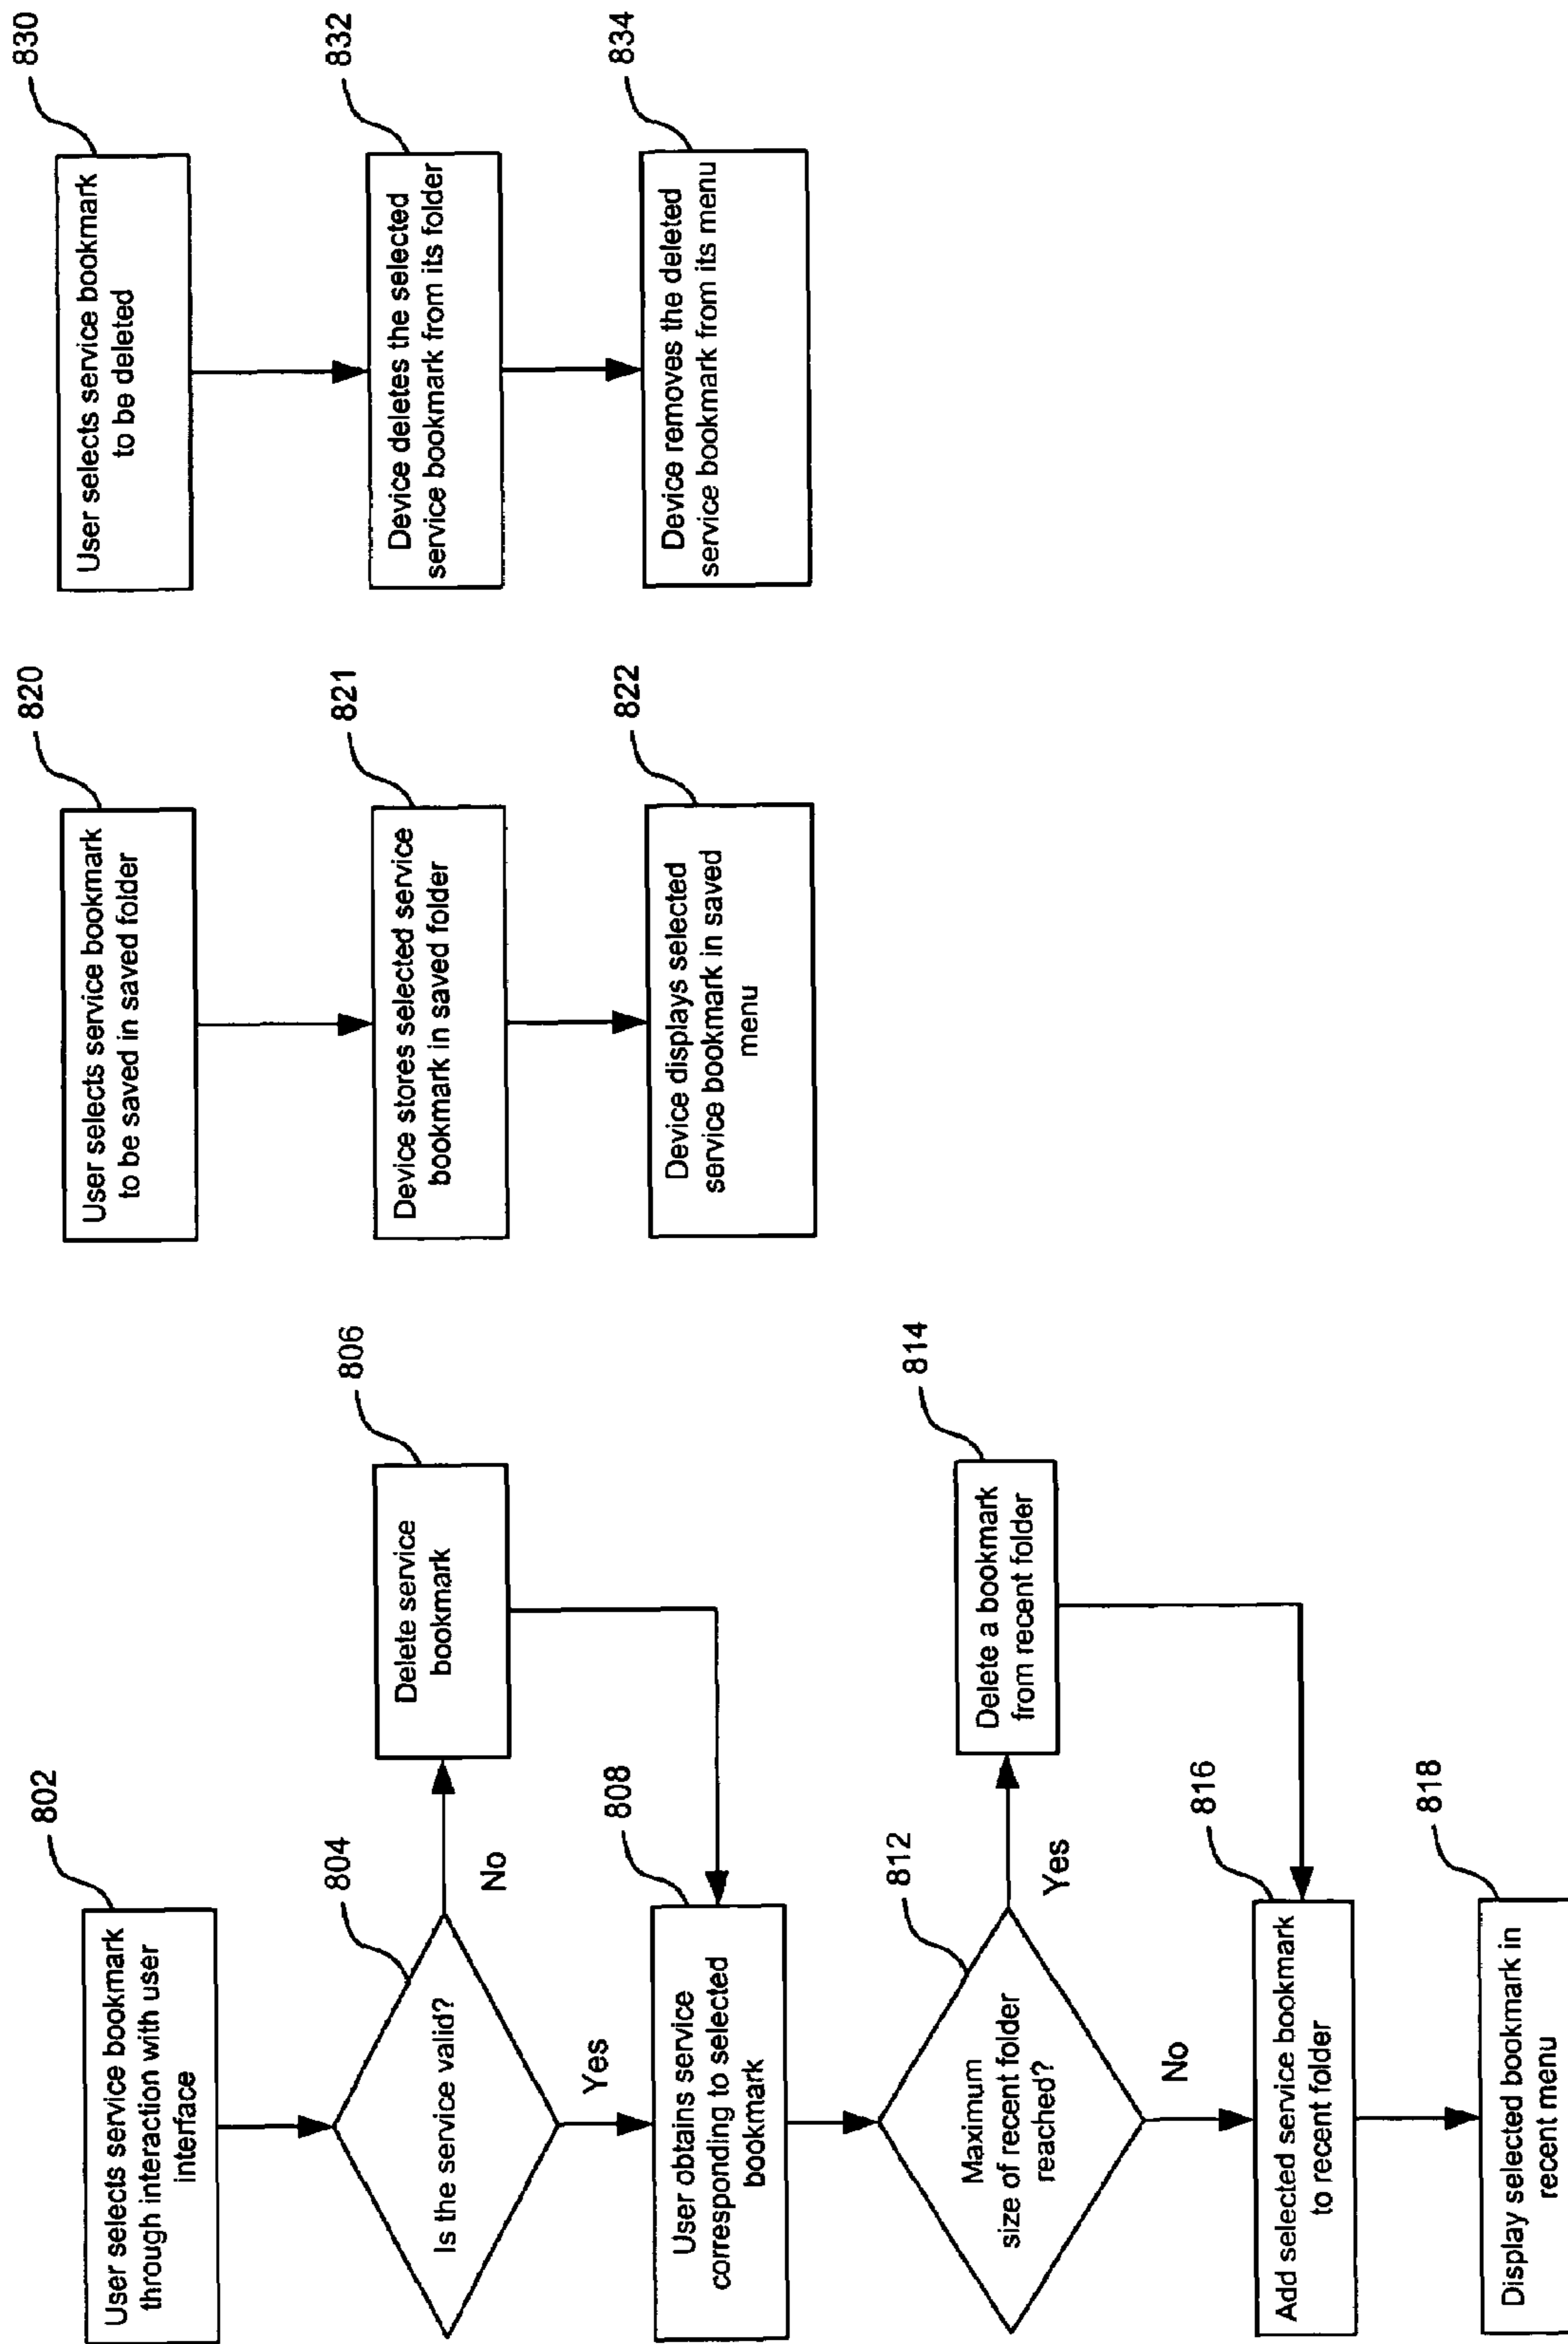 802
User selects service bookmark
through interaction with user
interface
804
Is the service valid?
No
806
Delete service
bookmark
Yes
808
User obtains service
corresponding to selected
bookmark
812
Maximum
size of recent folder
reached?
Yes
814
Delete a bookmark
from recent folder
No
816
Add selected service bookmark
to recent folder
818
Display selected bookmark in
recent menu
820
User selects service bookmark
to be saved in saved folder
821
Device stores selected service
bookmark in saved folder
822
Device displays selected
service bookmark in saved
menu
830
User selects service bookmark
to be deleted
832
Device deletes the selected
service bookmark from its folder
834
Device removes the deleted
service bookmark from its menu